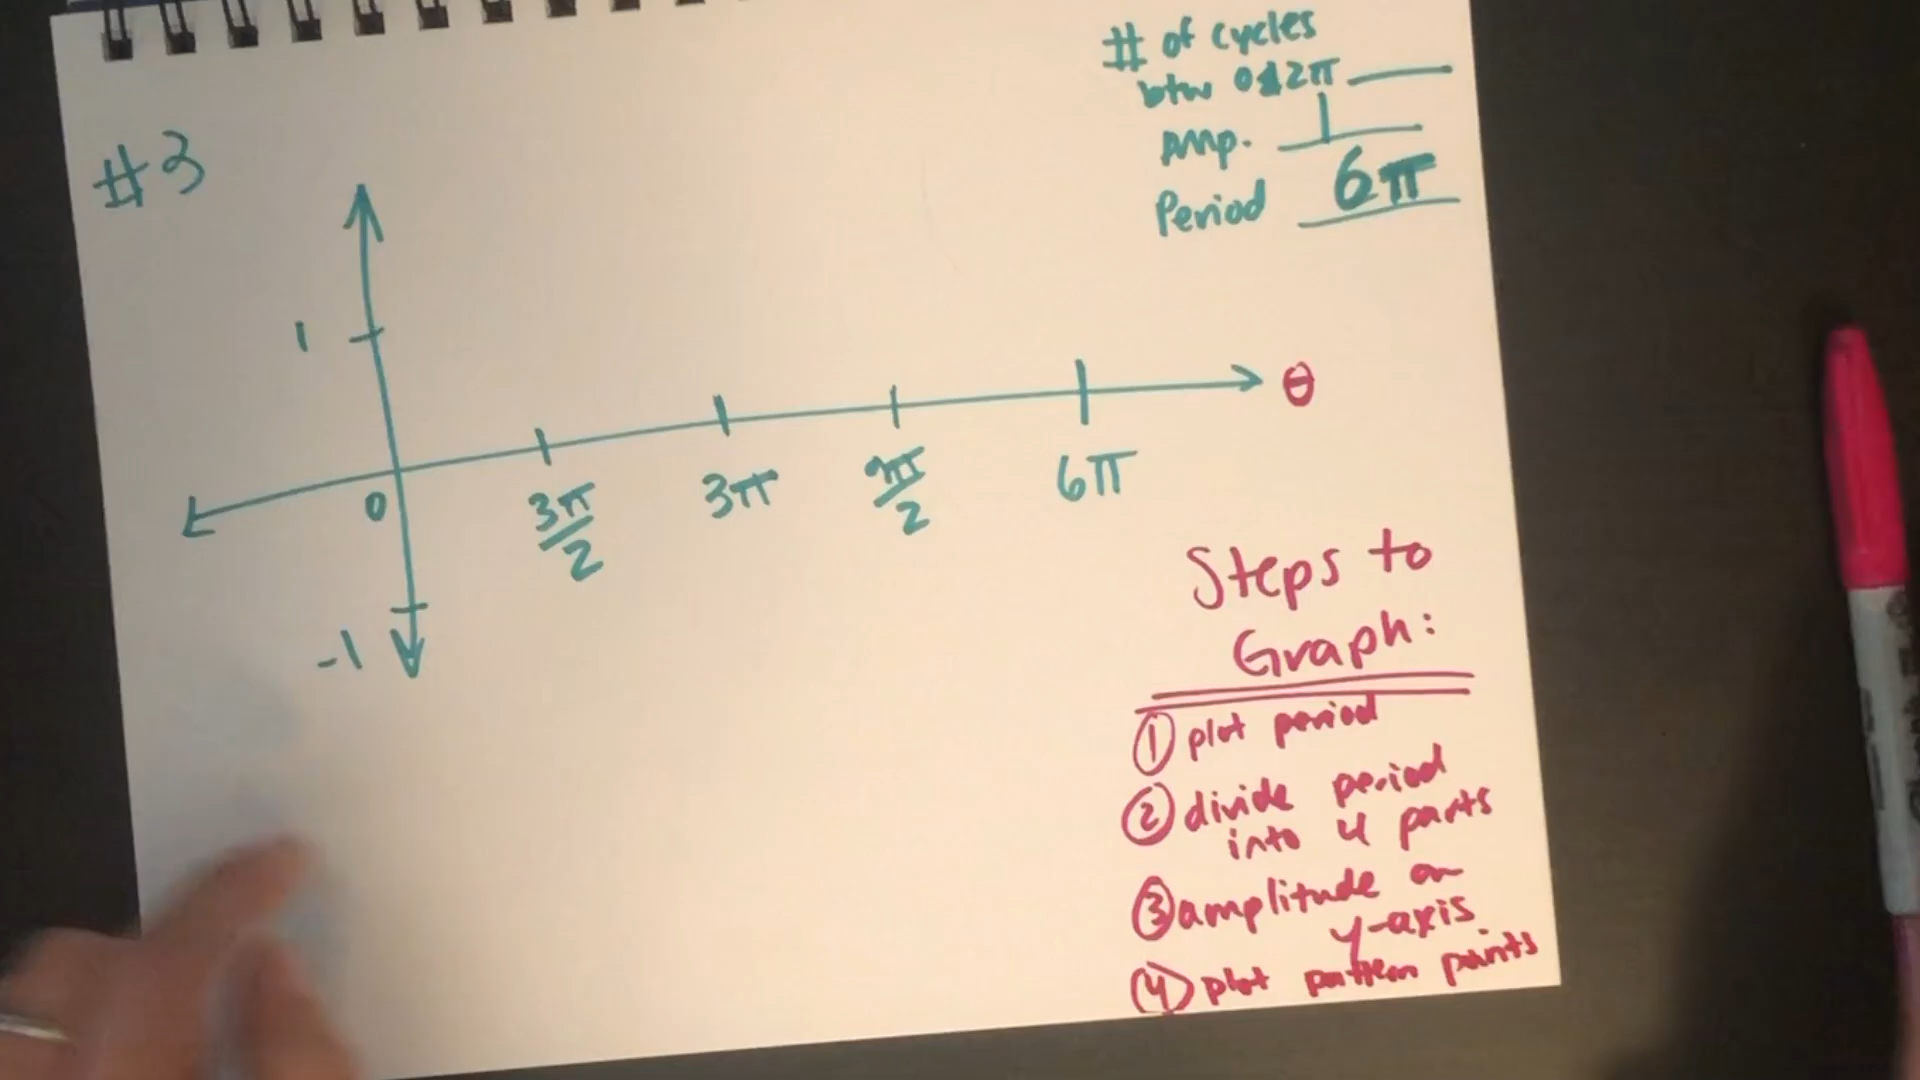 # of cycles
btw 0&2π
#3
Amp. 1
Period 6π
1
θ
0
3π/2
3π
9π/2
6π
-1
Steps to
Graph:
① plot period
② divide period
into 4 parts
③ amplitude on
y-axis
④ plot pattern points